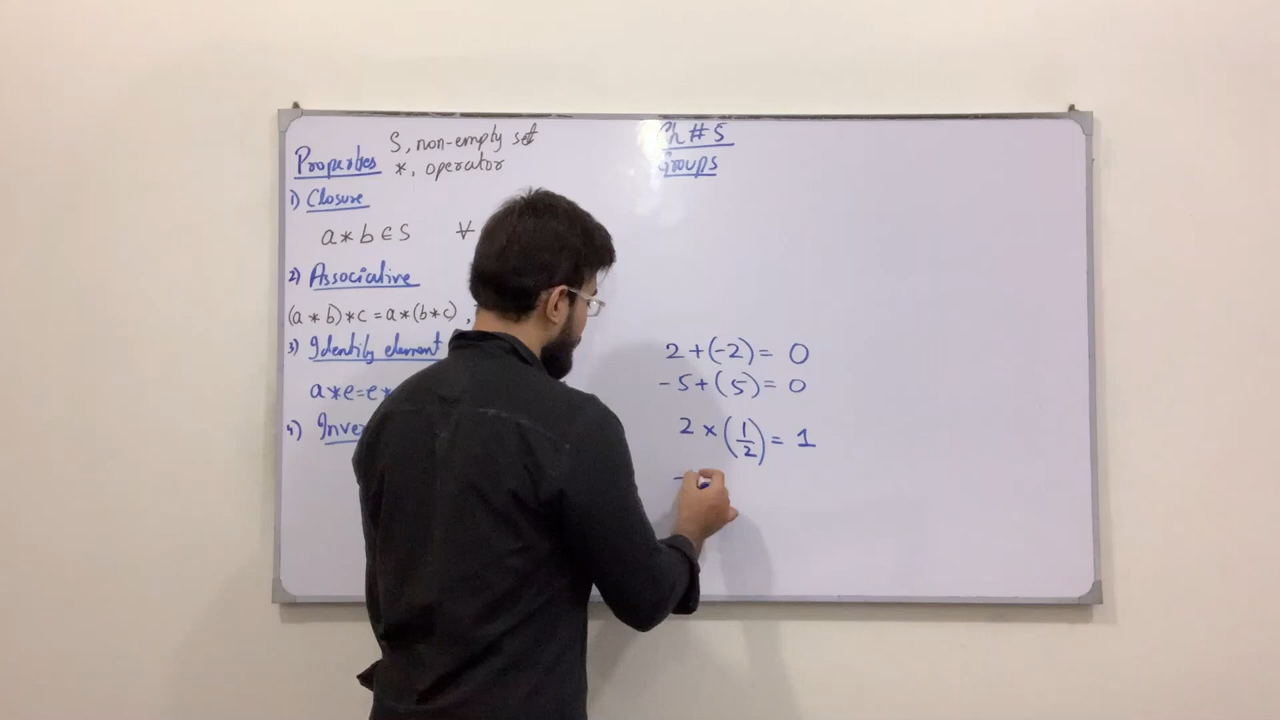 S, non-empty set
Properties *, operator
1) Closure
a * b ∈ S ∀
2) Associative
(a * b) * c = a * (b * c) ,
3) Identity element
a * e = e *
4)
Ch # 5
Groups
2 + (-2) = 0
-5 + (5) = 0
2 × (1/2) = 1
-